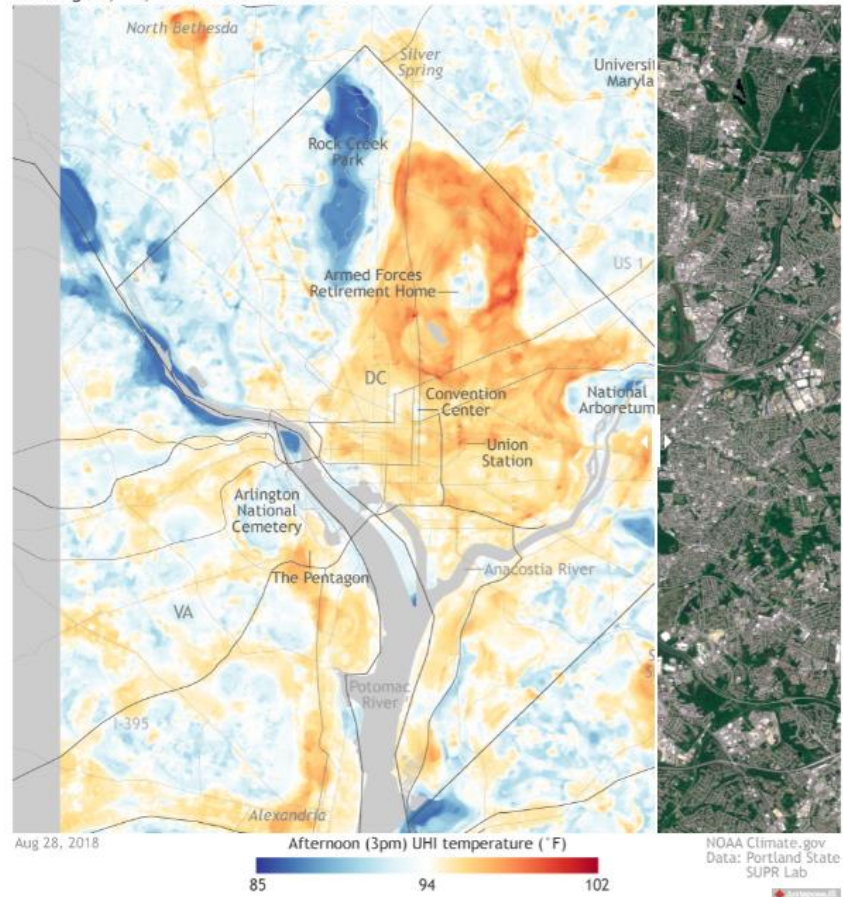 North Bethesda
Silver
Spring
Universit
Maryla
Rock Creek
Park
Armed Forces
Retirement Home
US 1
DC
Convention
Center
National
Arboretum
Union
Station
Arlington
National
Cemetery
The Pentagon
Anacostia River
VA
Potomac
River
I-395
Alexandria
Aug 28, 2018
Afternoon (3pm) UHI temperature (°F)
85
94
102
NOAA Climate.gov
Data: Portland State
SUPR Lab